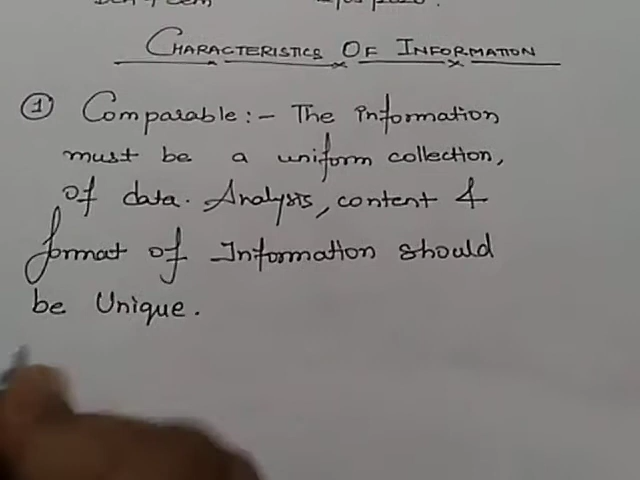 CHARACTERISTICS OF INFORMATION
① Comparable:- The information
must be a uniform collection,
of data. Analysis, content &
format of Information should
be Unique.